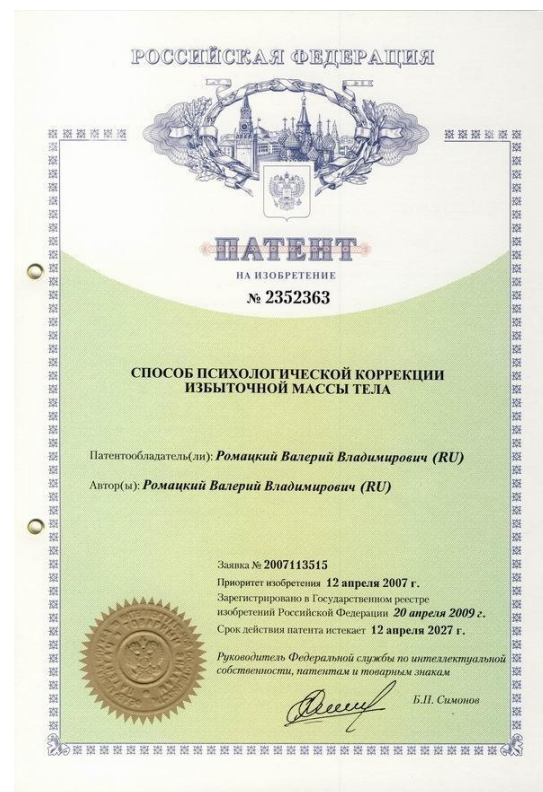 РОССИЙСКАЯ ФЕДЕРАЦИЯ
ПАТЕНТ
НА ИЗОБРЕТЕНИЕ
№ 2352363
СПОСОБ ПСИХОЛОГИЧЕСКОЙ КОРРЕКЦИИ
ИЗБЫТОЧНОЙ МАССЫ ТЕЛА
Патентообладатель(ли): Ромацкий Валерий Владимирович (RU)
Автор(ы): Ромацкий Валерий Владимирович (RU)
Заявка № 2007113515
Приоритет изобретения 12 апреля 2007 г.
Зарегистрировано в Государственном реестре
изобретений Российской Федерации 20 апреля 2009 г.
Срок действия патента истекает 12 апреля 2027 г.
Руководитель Федеральной службы по интеллектуальной
собственности, патентам и товарным знакам
Б.П. Симонов